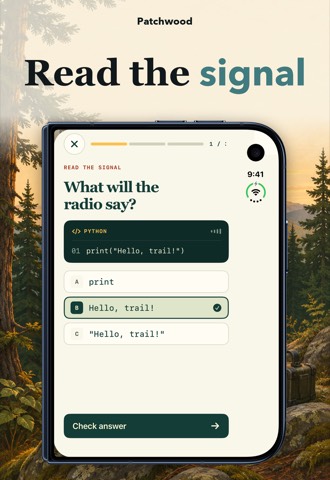 Patchwood
Read the signal
9:41
1 /
READ THE SIGNAL
What will the
radio say?
</> PYTHON
01 print("Hello, trail!")
A print
B Hello, trail!
C "Hello, trail!"
Check answer →